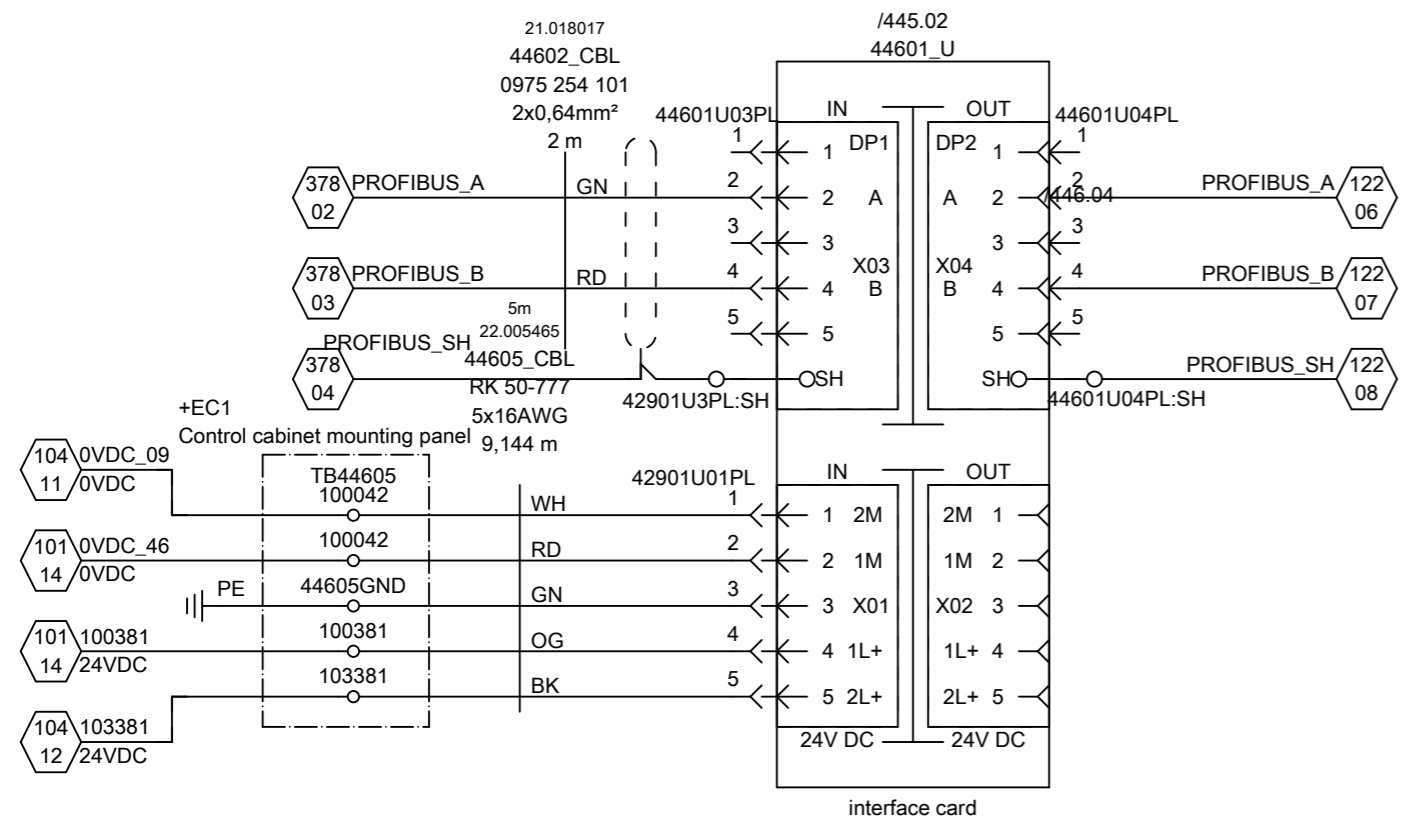 /445.02
44601_U
21.018017
44602_CBL
0975 254 101
2x0,64mm²
2 m
44601U03PL
IN
OUT
44601U04PL
1
1
DP1
DP2
1
1
378
02
PROFIBUS_A
GN
2
2
A
A
2
2
/446.04
PROFIBUS_A
122
06
3
3
3
3
378
03
PROFIBUS_B
RD
4
4
X03
B
X04
B
4
4
PROFIBUS_B
122
07
5
5
5
5
5m
22.005465
44605_CBL
RK 50-777
5x16AWG
9,144 m
PROFIBUS_SH
378
04
42901U3PL:SH
SH
SH
44601U04PL:SH
PROFIBUS_SH
122
08
+EC1
Control cabinet mounting panel
104
11
0VDC_09
0VDC
TB44605
100042
WH
42901U01PL
1
IN
OUT
1
2M
2M
1
101
14
0VDC_46
0VDC
100042
RD
2
2
1M
1M
2
PE
44605GND
GN
3
3
X01
X02
3
101
14
100381
24VDC
100381
OG
4
4
1L+
1L+
4
103381
BK
5
5
2L+
2L+
5
104
12
103381
24VDC
24V DC
24V DC
interface card